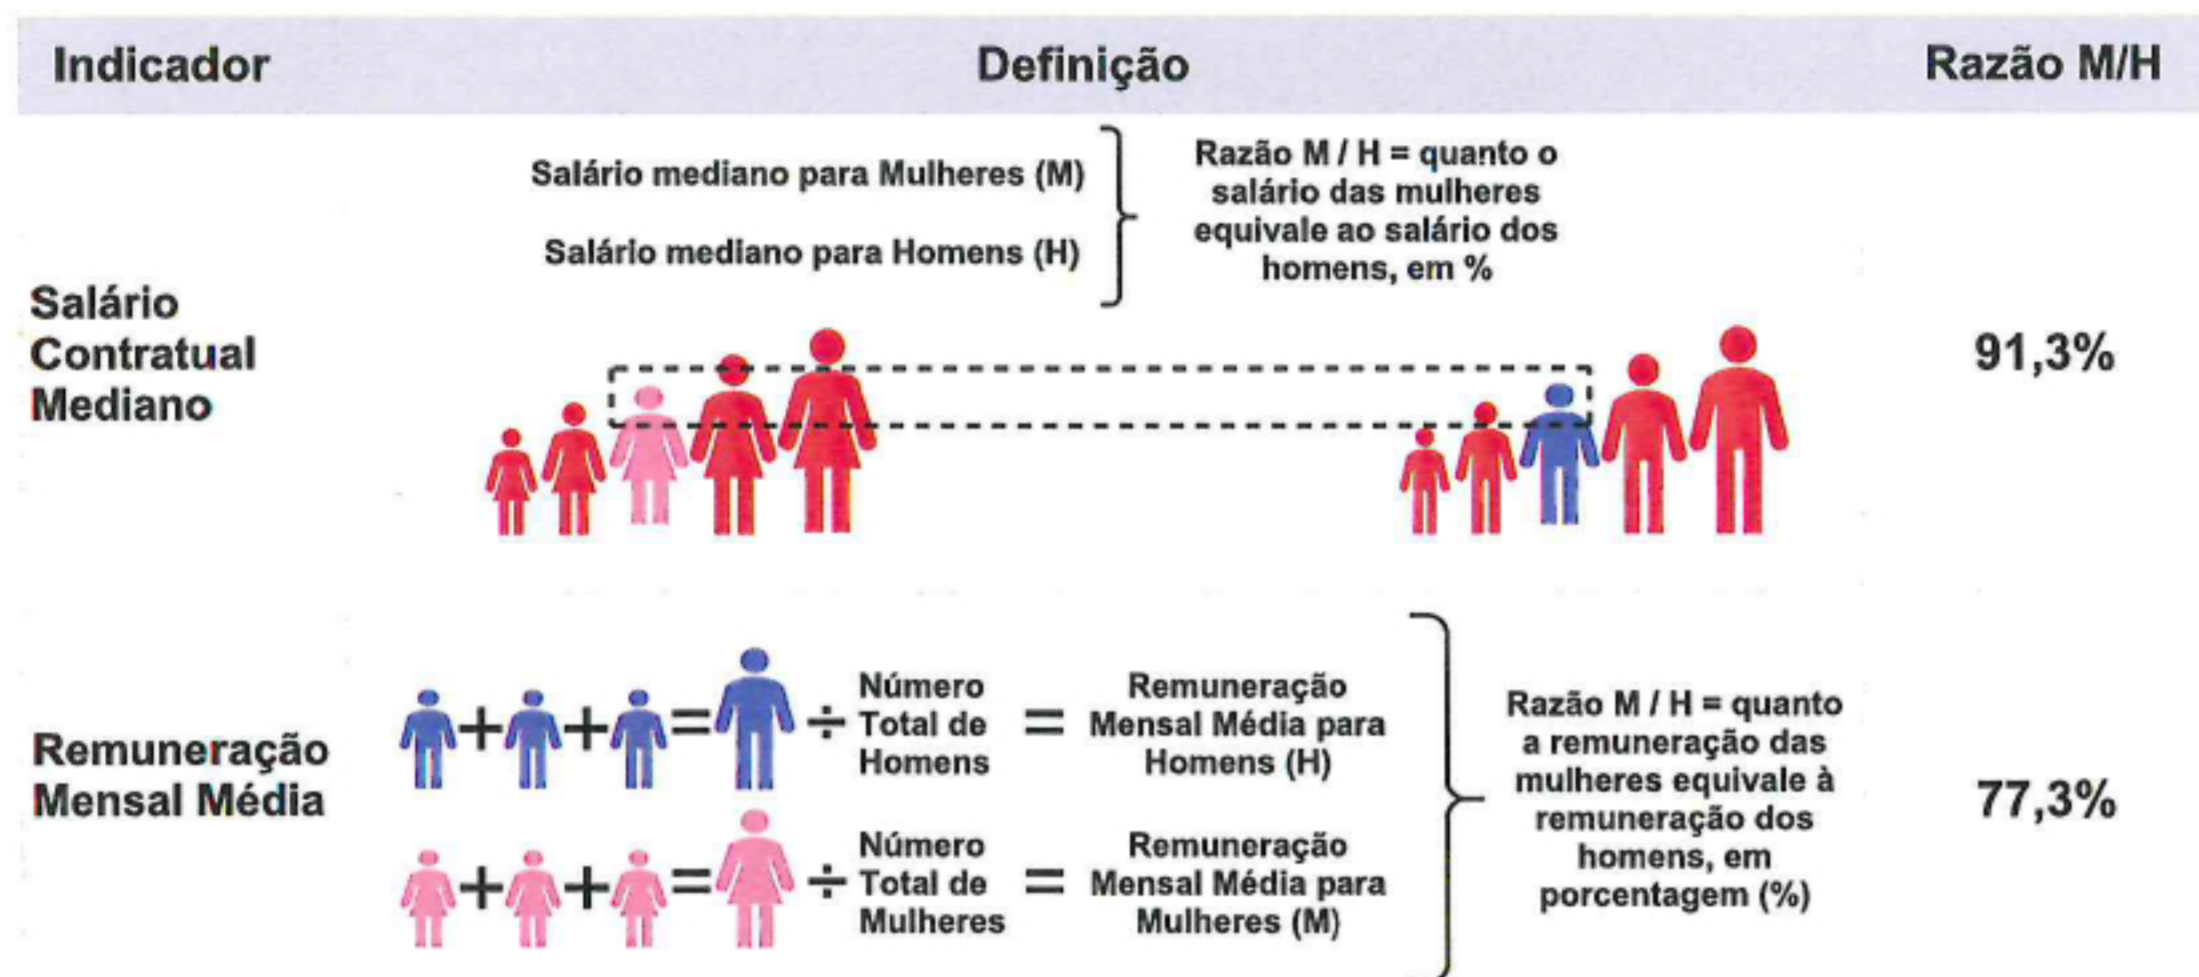 Indicador Definição Razão M/H
Salário mediano para Mulheres (M)
Salário mediano para Homens (H)
Razão M / H = quanto o
salário das mulheres
equivale ao salário dos
homens, em %
Salário
Contratual
Mediano
91,3%
Remuneração
Mensal Média
+ + = ÷
Número
Total de
Homens
=
Remuneração
Mensal Média para
Homens (H)
+ + = ÷
Número
Total de
Mulheres
=
Remuneração
Mensal Média para
Mulheres (M)
Razão M / H = quanto
a remuneração das
mulheres equivale à
remuneração dos
homens, em
porcentagem (%)
77,3%